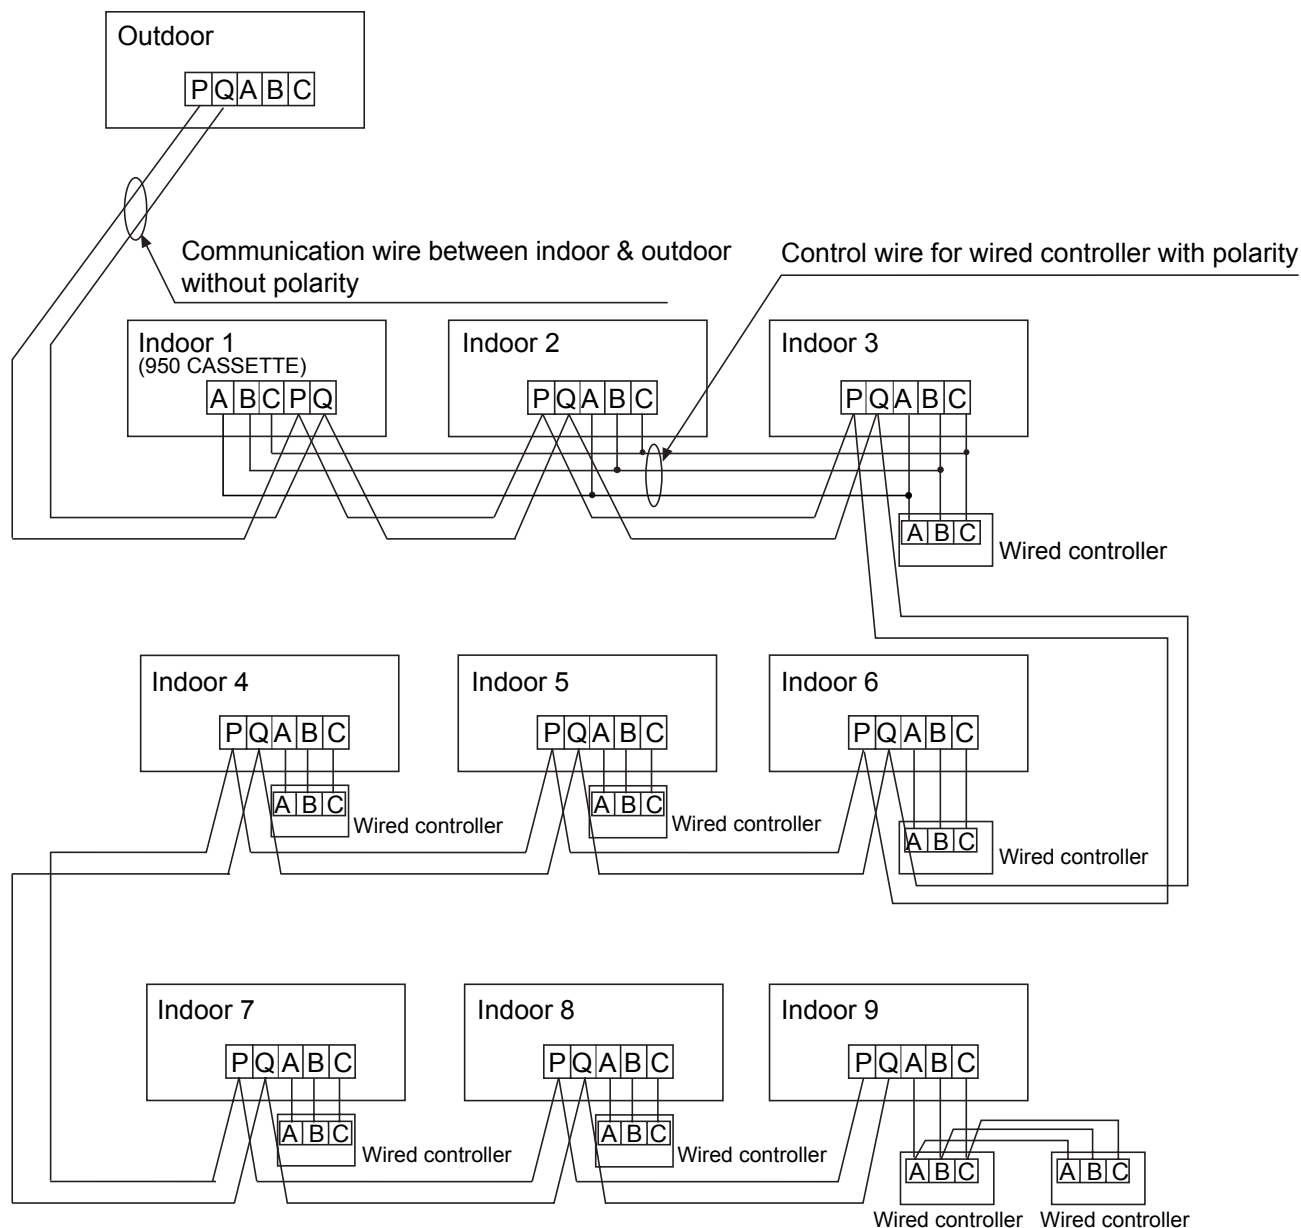 Outdoor
P Q A B C
Communication wire between indoor & outdoor
without polarity
Control wire for wired controller with polarity
Indoor 1
(950 CASSETTE)
A B C P Q
Indoor 2
P Q A B C
Indoor 3
P Q A B C
A B C
Wired controller
Indoor 4
P Q A B C
A B C
Wired controller
Indoor 5
P Q A B C
A B C
Wired controller
Indoor 6
P Q A B C
A B C
Wired controller
Indoor 7
P Q A B C
A B C
Wired controller
Indoor 8
P Q A B C
A B C
Wired controller
Indoor 9
P Q A B C
A B C
Wired controller
A B C
Wired controller